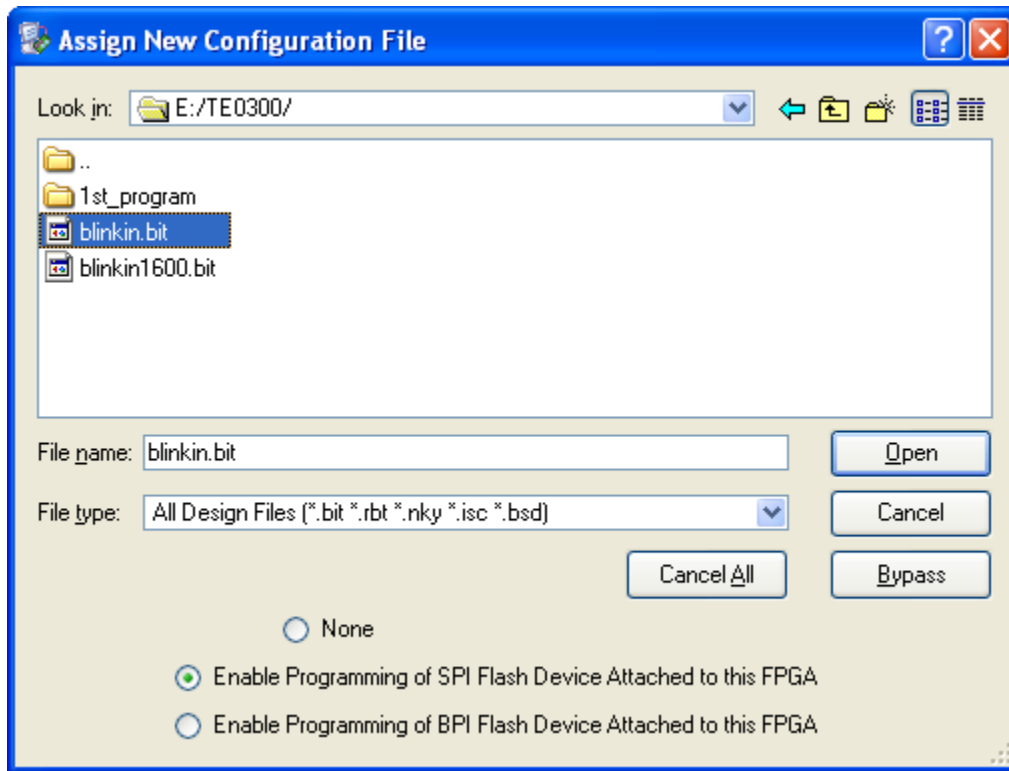 Assign New Configuration File
Look in: E:/TE0300/
..
1st_program
blinkin.bit
blinkin1600.bit
File name: blinkin.bit Open
File type: All Design Files (*.bit *.rbt *.nky *.isc *.bsd) Cancel
Cancel All Bypass
None
Enable Programming of SPI Flash Device Attached to this FPGA
Enable Programming of BPI Flash Device Attached to this FPGA